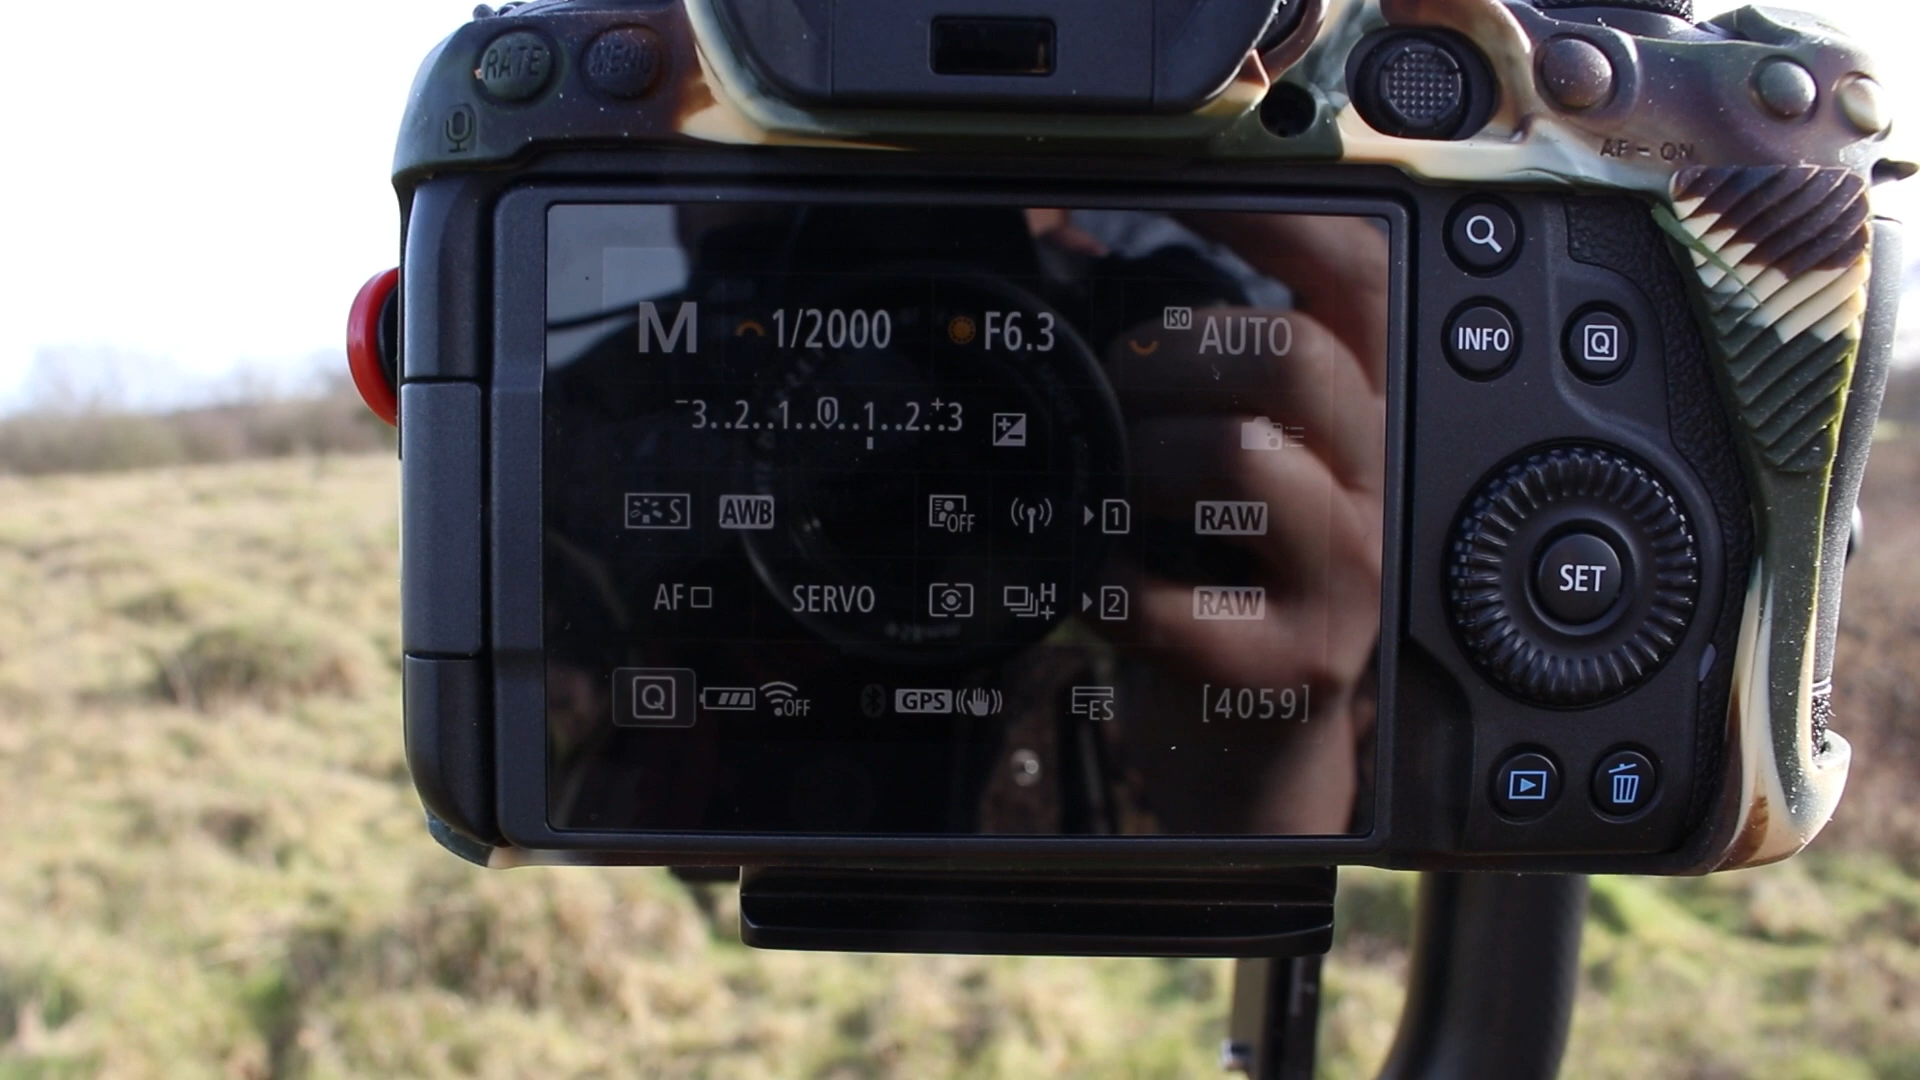 RATE
MENU
AF-ON
M 1/2000 F6.3 ISO AUTO
-3..2..1..0..1..2..+3
S AWB OFF 1 RAW
AF SERVO H+ 2 RAW
Q OFF GPS ES [4059]
INFO Q
SET